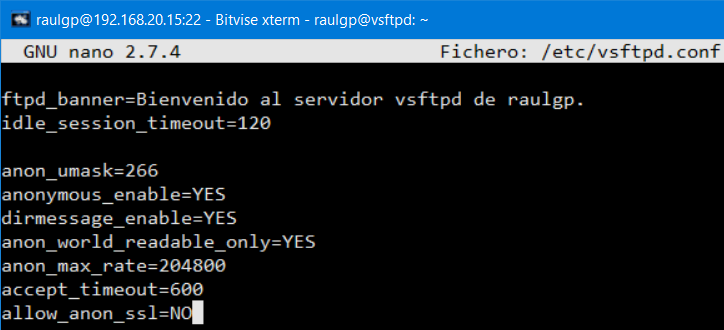 raulgp@192.168.20.15:22 - Bitvise xterm - raulgp@vsftpd: ~
GNU nano 2.7.4 Fichero: /etc/vsftpd.conf
ftpd_banner=Bienvenido al servidor vsftpd de raulgp.
idle_session_timeout=120
anon_umask=266
anonymous_enable=YES
dirmessage_enable=YES
anon_world_readable_only=YES
anon_max_rate=204800
accept_timeout=600
allow_anon_ssl=NO